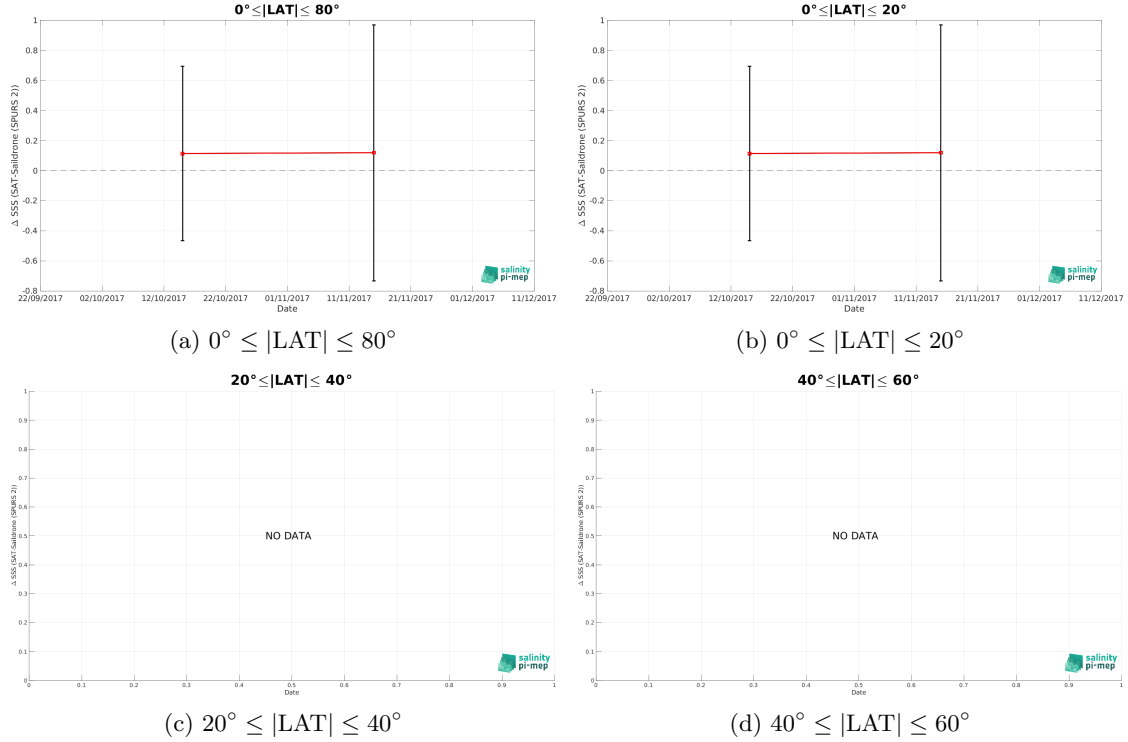 0°≤|LAT|≤ 80°
Δ SSS (SAT-Saildrone (SPURS 2))
1
0.8
0.6
0.4
0.2
0
-0.2
-0.4
-0.6
-0.8
22/09/2017 02/10/2017 12/10/2017 22/10/2017 01/11/2017 11/11/2017 21/11/2017 01/12/2017 11/12/2017
Date
salinity
pi-mep
(a) 0° ≤ |LAT| ≤ 80°
0°≤|LAT|≤ 20°
Δ SSS (SAT-Saildrone (SPURS 2))
1
0.8
0.6
0.4
0.2
0
-0.2
-0.4
-0.6
-0.8
22/09/2017 02/10/2017 12/10/2017 22/10/2017 01/11/2017 11/11/2017 21/11/2017 01/12/2017 11/12/2017
Date
salinity
pi-mep
(b) 0° ≤ |LAT| ≤ 20°
20°≤|LAT|≤ 40°
Δ SSS (SAT-Saildrone (SPURS 2))
1
0.9
0.8
0.7
0.6
0.5
0.4
0.3
0.2
0.1
0
NO DATA
0 0.1 0.2 0.3 0.4 0.5 0.6 0.7 0.8 0.9 1
Date
salinity
pi-mep
(c) 20° ≤ |LAT| ≤ 40°
40°≤|LAT|≤ 60°
Δ SSS (SAT-Saildrone (SPURS 2))
1
0.9
0.8
0.7
0.6
0.5
0.4
0.3
0.2
0.1
0
NO DATA
0 0.1 0.2 0.3 0.4 0.5 0.6 0.7 0.8 0.9 1
Date
salinity
pi-mep
(d) 40° ≤ |LAT| ≤ 60°